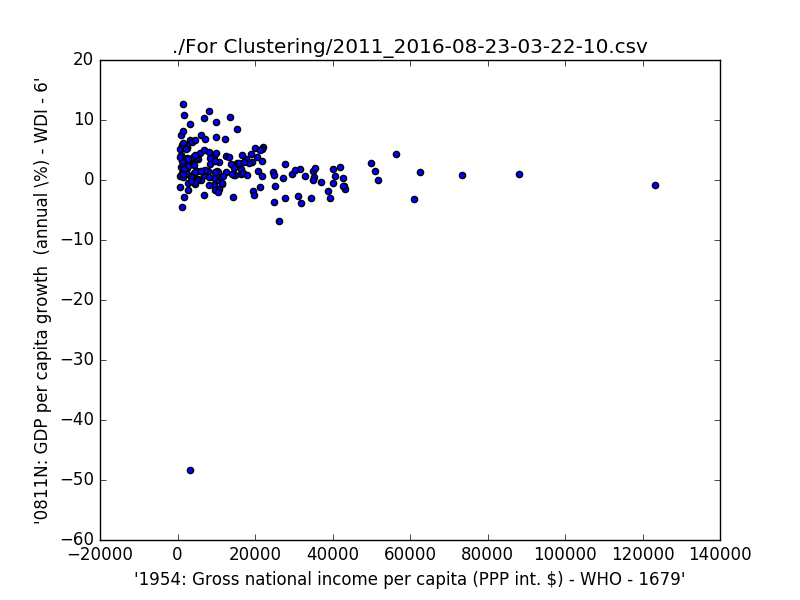 ./For Clustering/2011_2016-08-23-03-22-10.csv
20
10
0
−10
−20
−30
−40
−50
−60
'0811N: GDP per capita growth  (annual \%) - WDI - 6'
−20000 0 20000 40000 60000 80000 100000 120000 140000
'1954: Gross national income per capita (PPP int. $) - WHO - 1679'